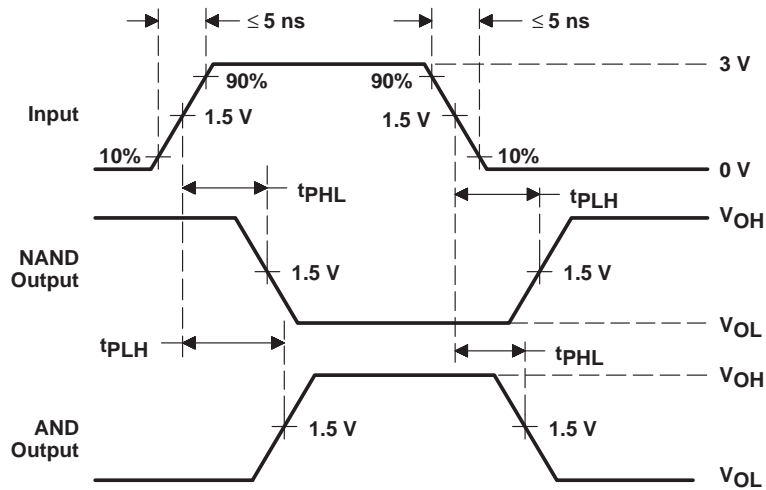 ≤ 5 ns
≤ 5 ns
3 V
90%
90%
Input
1.5 V
1.5 V
10%
10%
0 V
tPHL
tPLH
VOH
NAND
Output
1.5 V
1.5 V
VOL
tPLH
tPHL
VOH
AND
Output
1.5 V
1.5 V
VOL